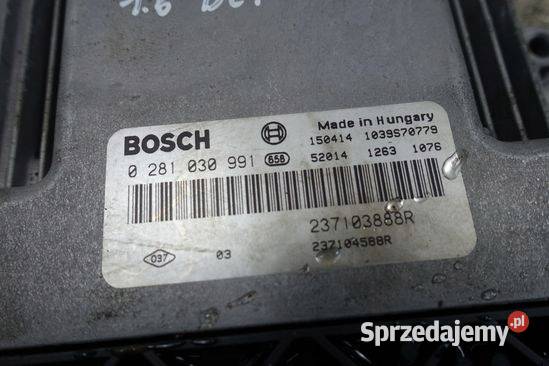 1.6 DCI
BOSCH
Made in Hungary
150414 1039S70779
0 281 030 991 658
52014 1263 1076
237103888R
237104588R
037 03
Sprzedajemy.pl